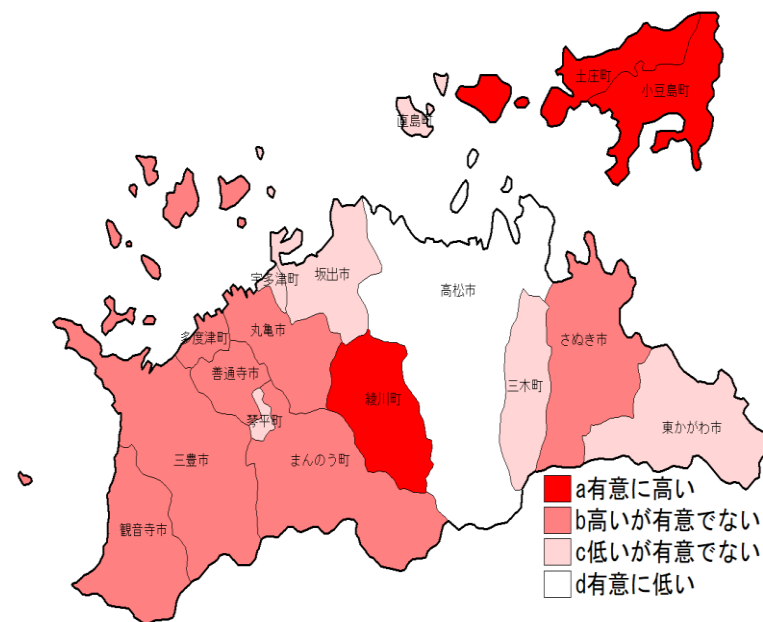 土庄町
小豆島町
直島町
宇多津町
坂出市
高松市
多度津町
丸亀市
さぬき市
善通寺市
三木町
綾川町
琴平町
東かがわ市
三豊市
まんのう町
観音寺市
a有意に高い
b高いが有意でない
c低いが有意でない
d有意に低い